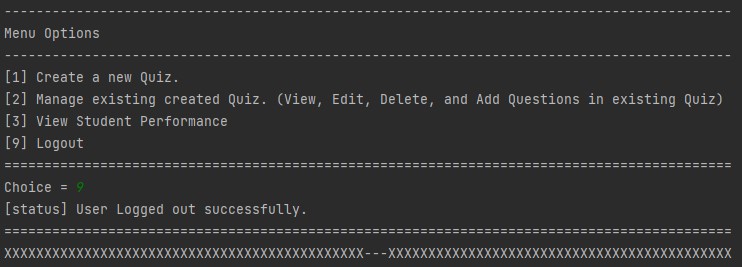 -------------------------------------------------------------------------------------------
Menu Options
-------------------------------------------------------------------------------------------
[1] Create a new Quiz.
[2] Manage existing created Quiz. (View, Edit, Delete, and Add Questions in existing Quiz)
[3] View Student Performance
[9] Logout
===========================================================================================
Choice = 9
[status] User Logged out successfully.
===========================================================================================
XXXXXXXXXXXXXXXXXXXXXXXXXXXXXXXXXXXXXXXXXXXXX---XXXXXXXXXXXXXXXXXXXXXXXXXXXXXXXXXXXXXXXXXXX